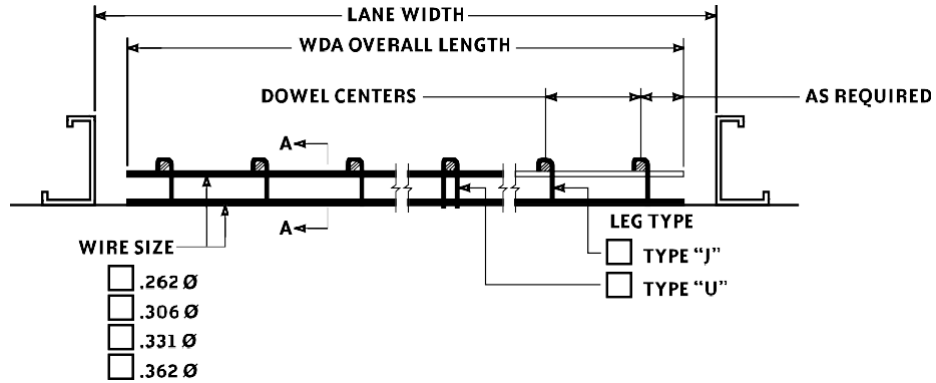 LANE WIDTH
WDA OVERALL LENGTH
DOWEL CENTERS
AS REQUIRED
A
A
WIRE SIZE
.262 Ø
.306 Ø
.331 Ø
.362 Ø
LEG TYPE
TYPE "J"
TYPE "U"